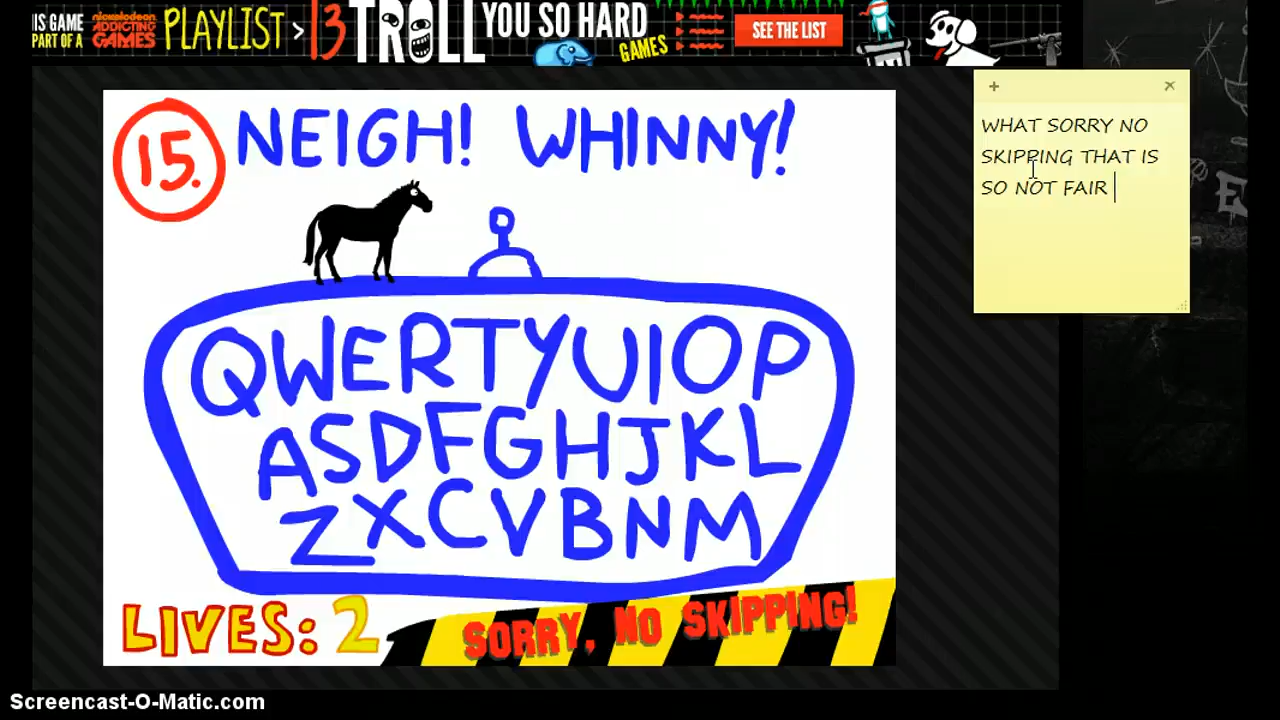 IS GAME
PART OF A
nickelodeon
ADDICTING
GAMES
PLAYLIST >
13 TROLL YOU SO HARD
GAMES
SEE THE LIST
15. NEIGH! WHINNY!
WHAT SORRY NO
SKIPPING THAT IS
SO NOT FAIR
QWERTYUIOP
ASDFGHJKL
ZXCVBNM
LIVES: 2
SORRY, NO SKIPPING!
Screencast-O-Matic.com